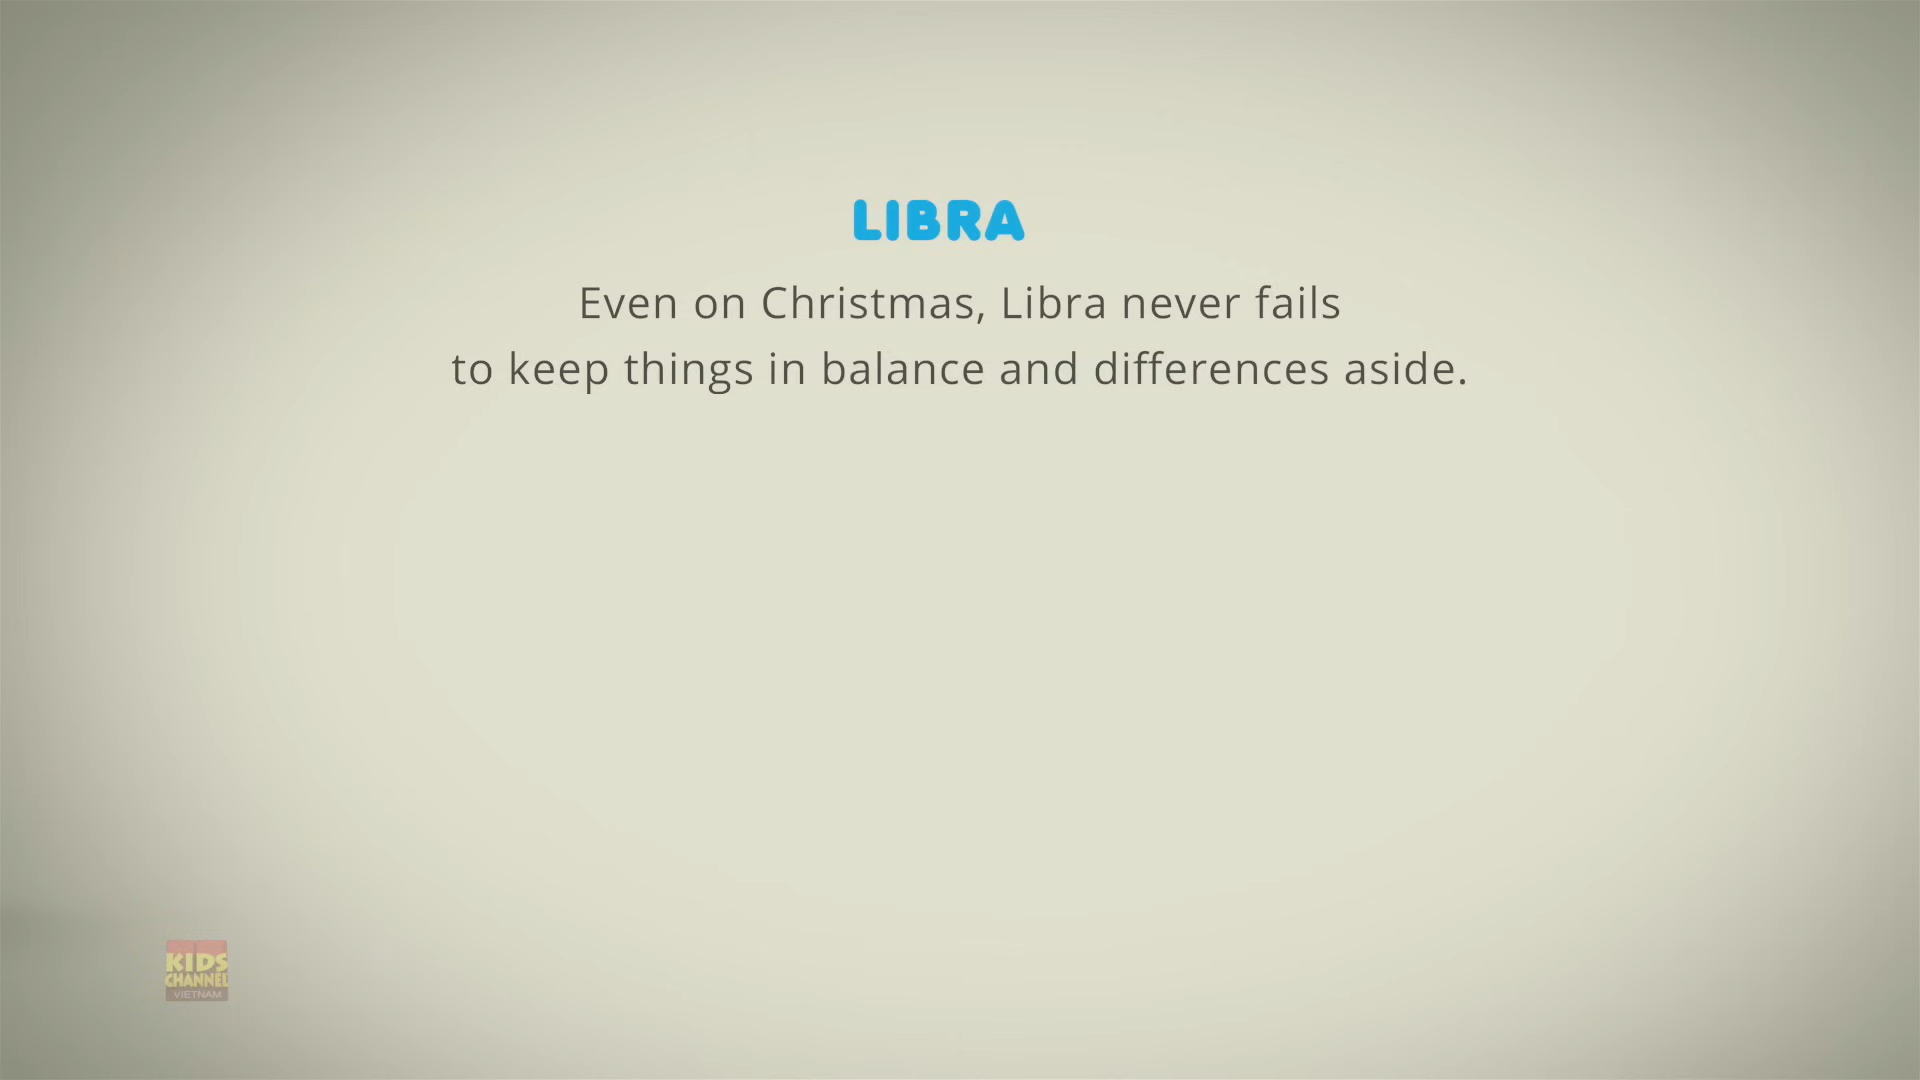 LIBRA
Even on Christmas, Libra never fails
to keep things in balance and differences aside.
KIDS
CHANNEL
VIETNAM